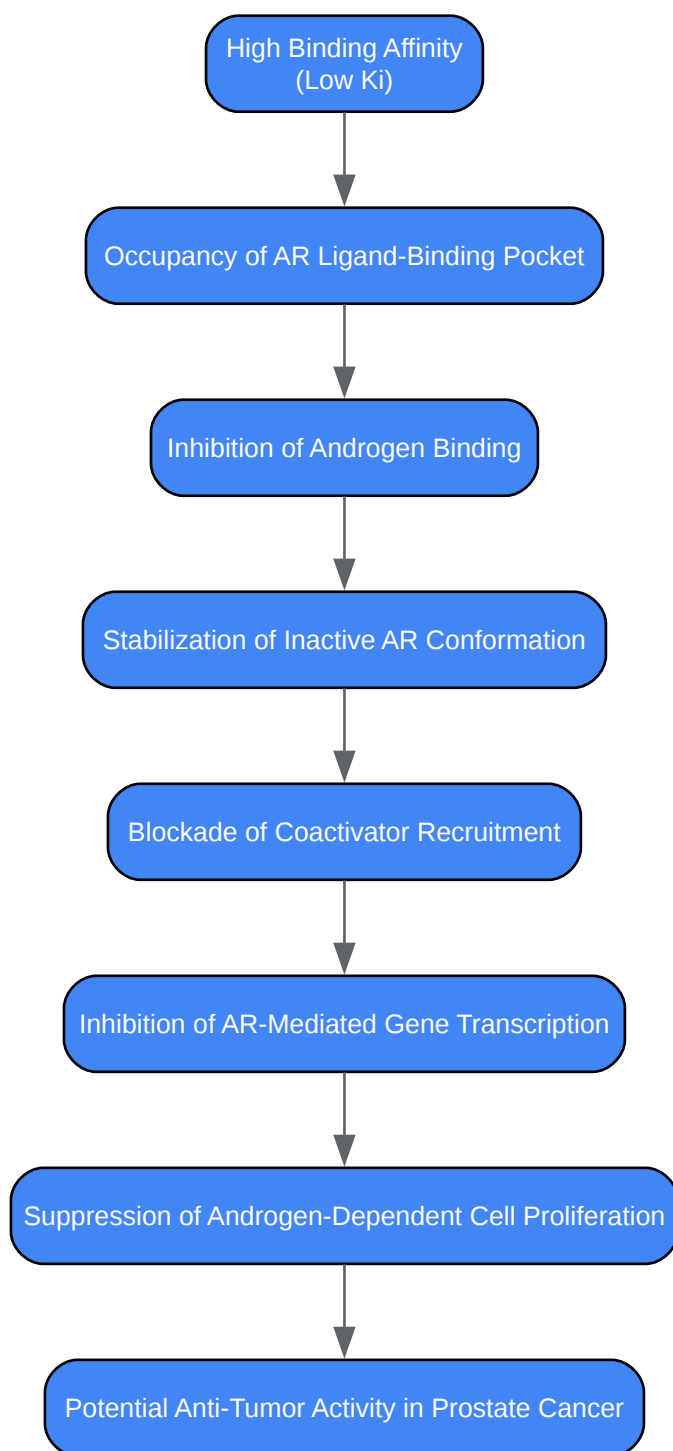 High Binding Affinity
(Low Ki)
Occupancy of AR Ligand-Binding Pocket
Inhibition of Androgen Binding
Stabilization of Inactive AR Conformation
Blockade of Coactivator Recruitment
Inhibition of AR-Mediated Gene Transcription
Suppression of Androgen-Dependent Cell Proliferation
Potential Anti-Tumor Activity in Prostate Cancer